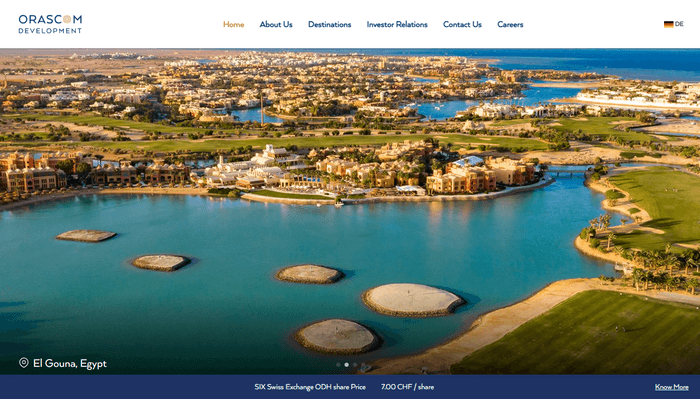 ORASCOM
DEVELOPMENT
Home About Us Destinations Investor Relations Contact Us Careers
DE
El Gouna, Egypt
SIX Swiss Exchange ODH share Price 7.00 CHF / share
Know More